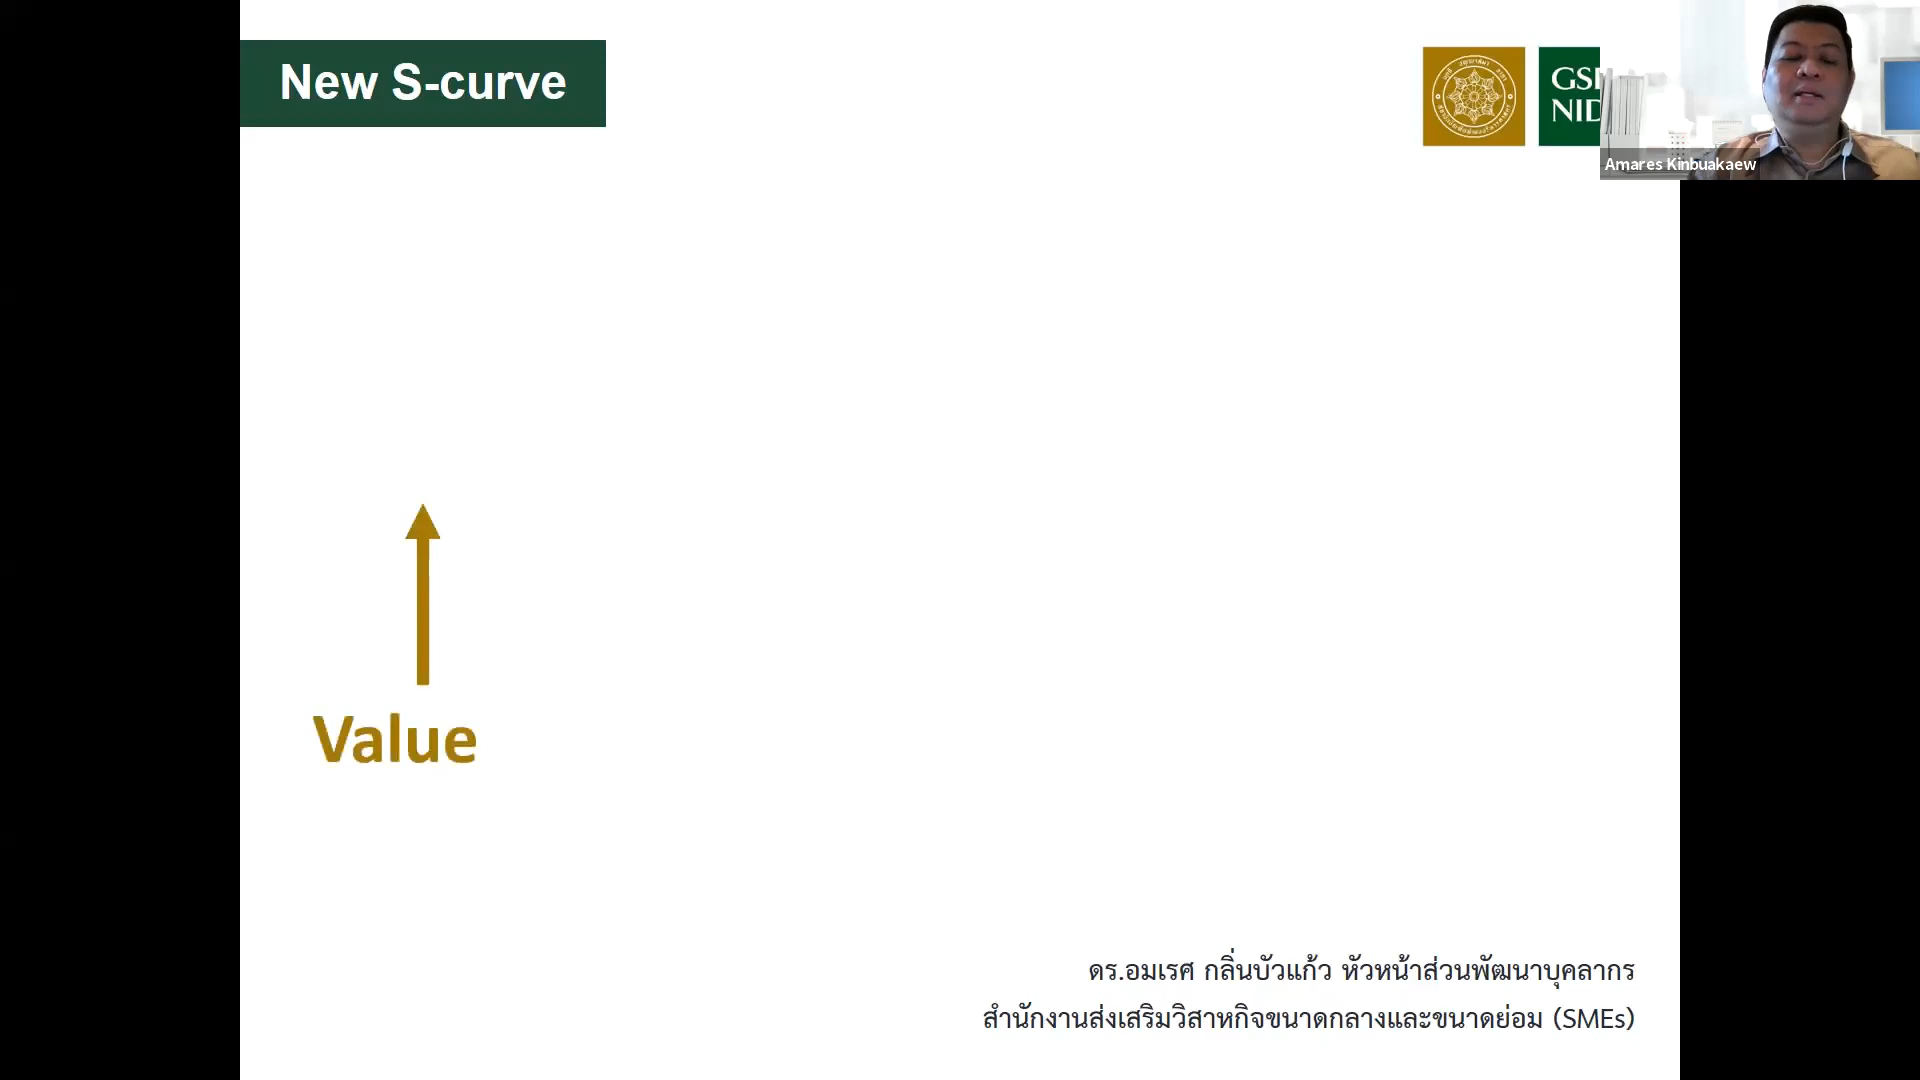 New S-curve
GSI
NID
Amares Kinbuakaew
Value
ดร.อมเรศ กลิ่นบัวแก้ว หัวหน้าส่วนพัฒนาบุคลากร
สำนักงานส่งเสริมวิสาหกิจขนาดกลางและขนาดย่อม (SMEs)